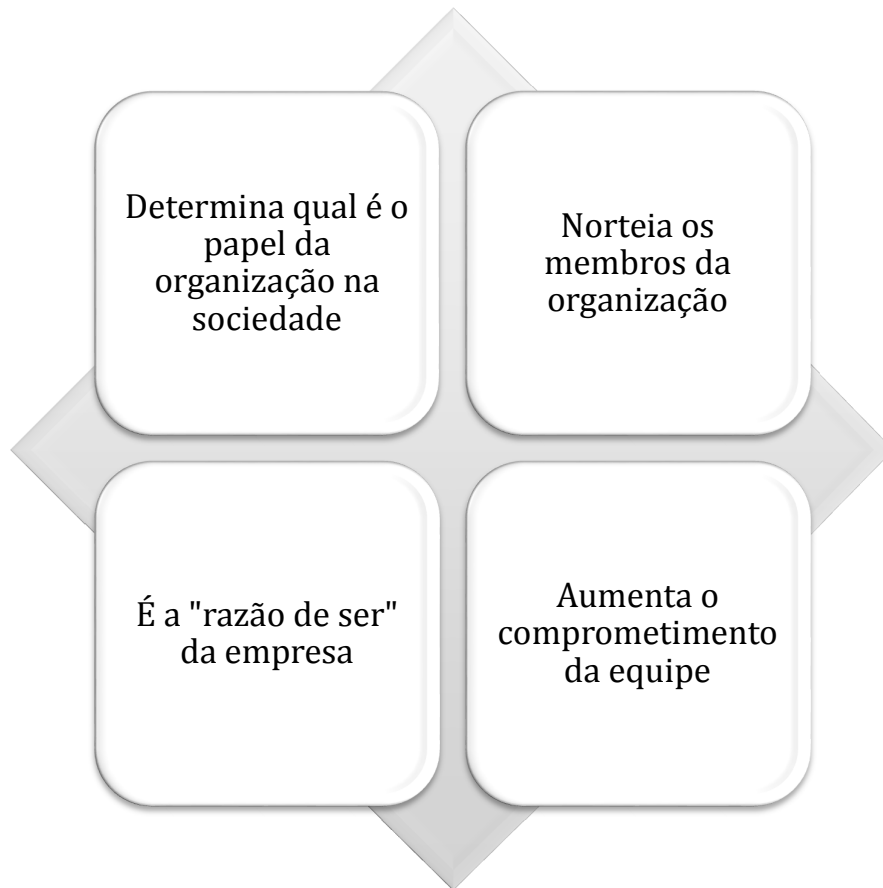 Determina qual é o
papel da
organização na
sociedade
Norteia os
membros da
organização
É a "razão de ser"
da empresa
Aumenta o
comprometimento
da equipe